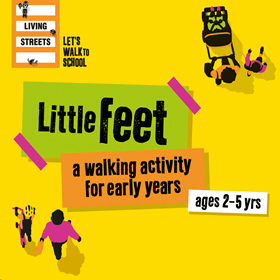 LIVING
STREETS
LET'S
WALK TO
SCHOOL
Little feet
a walking activity
for early years
ages 2-5 yrs